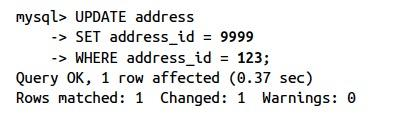 mysql> UPDATE address
    -> SET address_id = 9999
    -> WHERE address_id = 123;
Query OK, 1 row affected (0.37 sec)
Rows matched: 1  Changed: 1  Warnings: 0